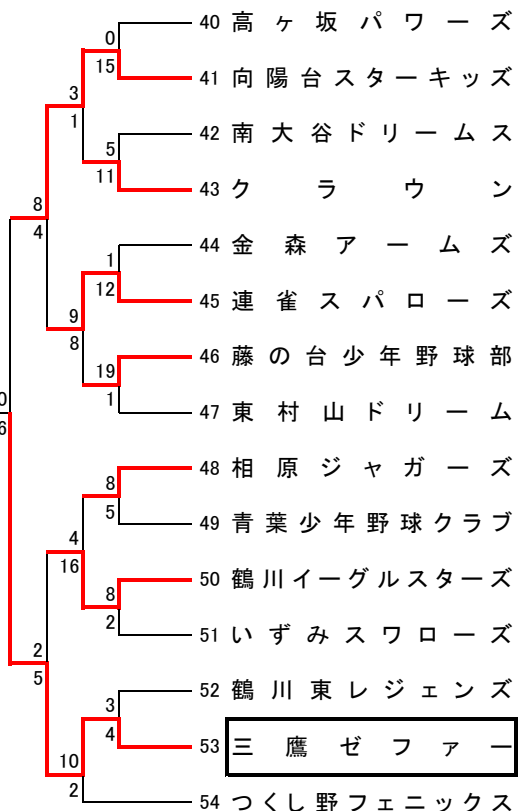 40 高ヶ坂パワーズ
0
15
41 向陽台スターキッズ
3
1
42 南大谷ドリームス
5
11
43 クラウン
8
4
44 金森アームズ
1
12
45 連雀スパローズ
9
8
46 藤の台少年野球部
19
1
47 東村山ドリーム
0
6
48 相原ジャガーズ
8
5
49 青葉少年野球クラブ
4
16
50 鶴川イーグルスターズ
8
2
51 いずみスワローズ
2
5
52 鶴川東レジェンズ
3
4
53 三鷹ゼファー
10
2
54 つくし野フェニックス